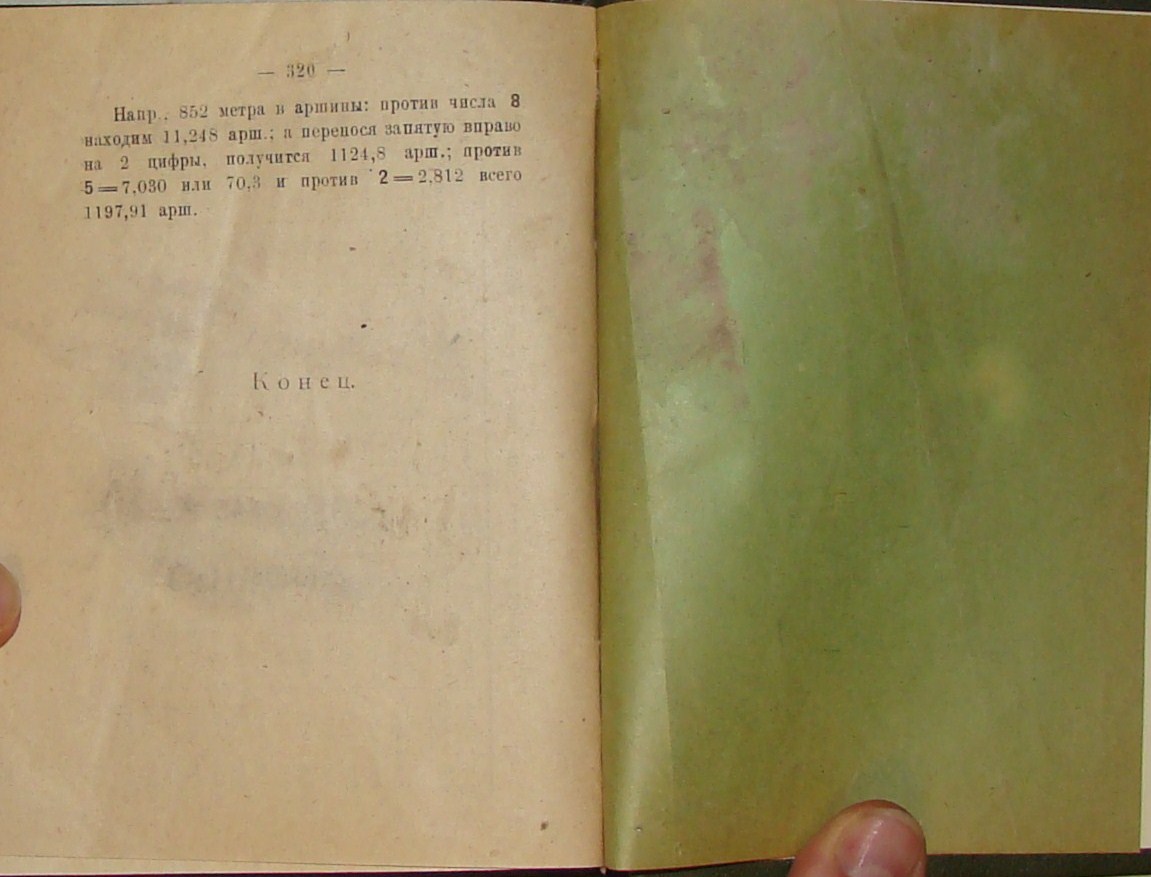 — 320 —
Напр., 852 метра в аршины: против числа 8
находим 11,248 арш.; а перенося запятую вправо
на 2 цифры, получится 1124,8 арш.; против
5=7,030 или 70,3 и против 2=2,812 всего
1197,91 арш.
Конец.